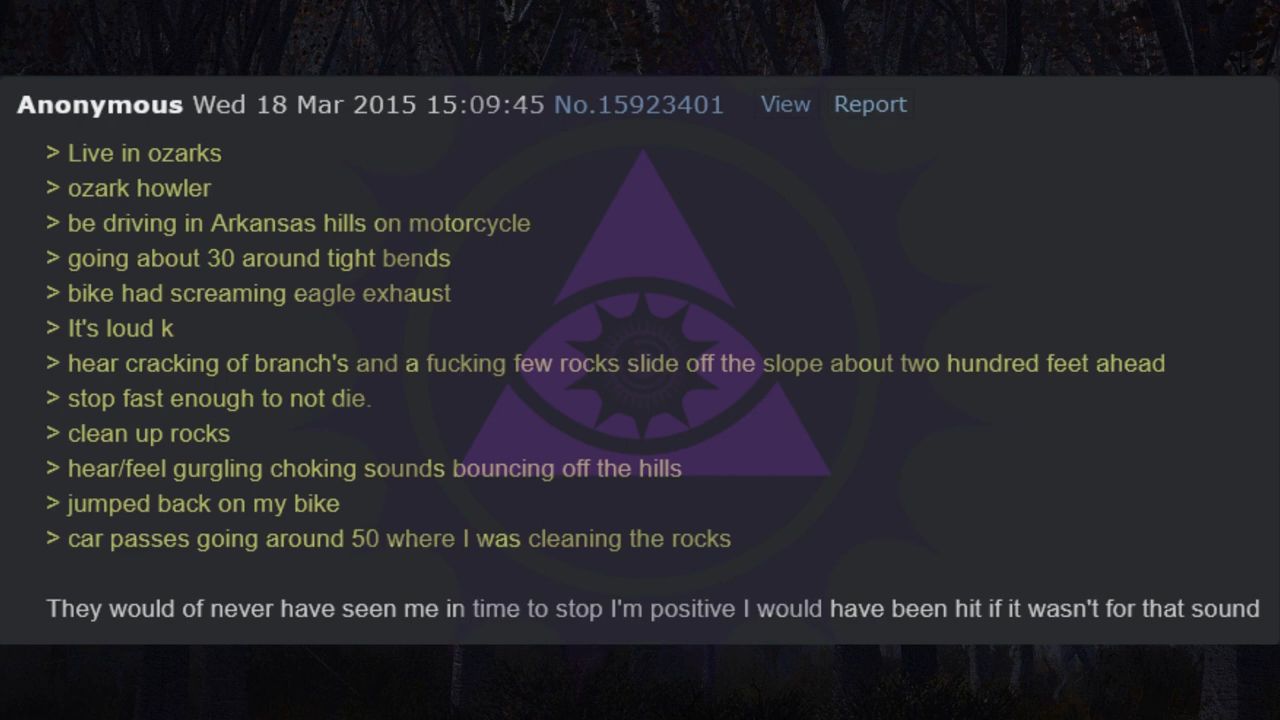 Anonymous Wed 18 Mar 2015 15:09:45 No.15923401 View Report
> Live in ozarks
> ozark howler
> be driving in Arkansas hills on motorcycle
> going about 30 around tight bends
> bike had screaming eagle exhaust
> It's loud k
> hear cracking of branch's and a fucking few rocks slide off the slope about two hundred feet ahead
> stop fast enough to not die.
> clean up rocks
> hear/feel gurgling choking sounds bouncing off the hills
> jumped back on my bike
> car passes going around 50 where I was cleaning the rocks
They would of never have seen me in time to stop I'm positive I would have been hit if it wasn't for that sound